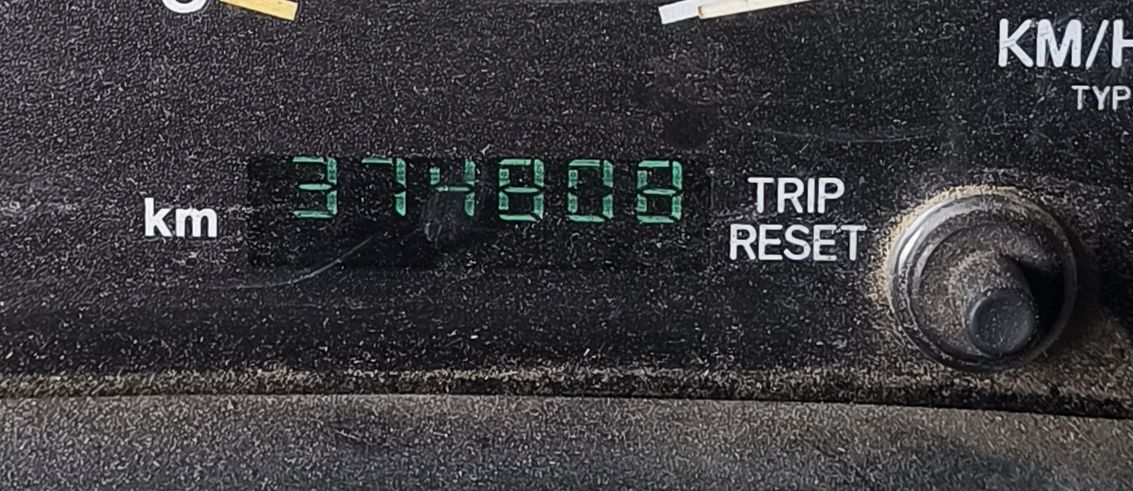 KM/H
TYP
km 374808 TRIP
RESET